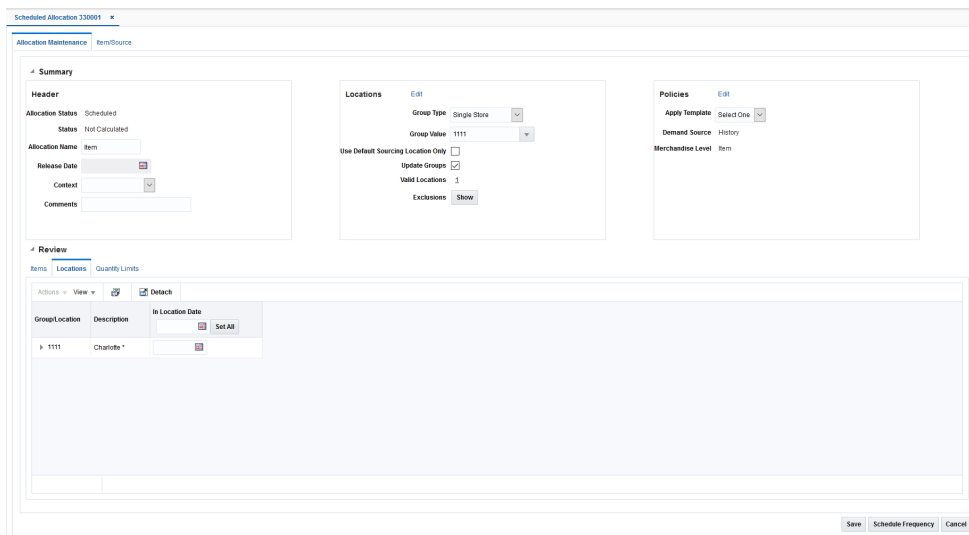 Scheduled Allocation 330001 ×
Allocation Maintenance Item/Source
Summary
Header
Allocation Status Scheduled
Status Not Calculated
Allocation Name Item
Release Date
Context
Comments
Locations Edit
Group Type Single Store
Group Value 1111
Use Default Sourcing Location Only
Update Groups
Valid Locations 1
Exclusions Show
Policies Edit
Apply Template Select One
Demand Source History
Merchandise Level Item
Review
Items Locations Quantity Limits
Actions View Detach
Group/Location Description In Location Date Set All
1111 Charlotte *
Save Schedule Frequency Cancel